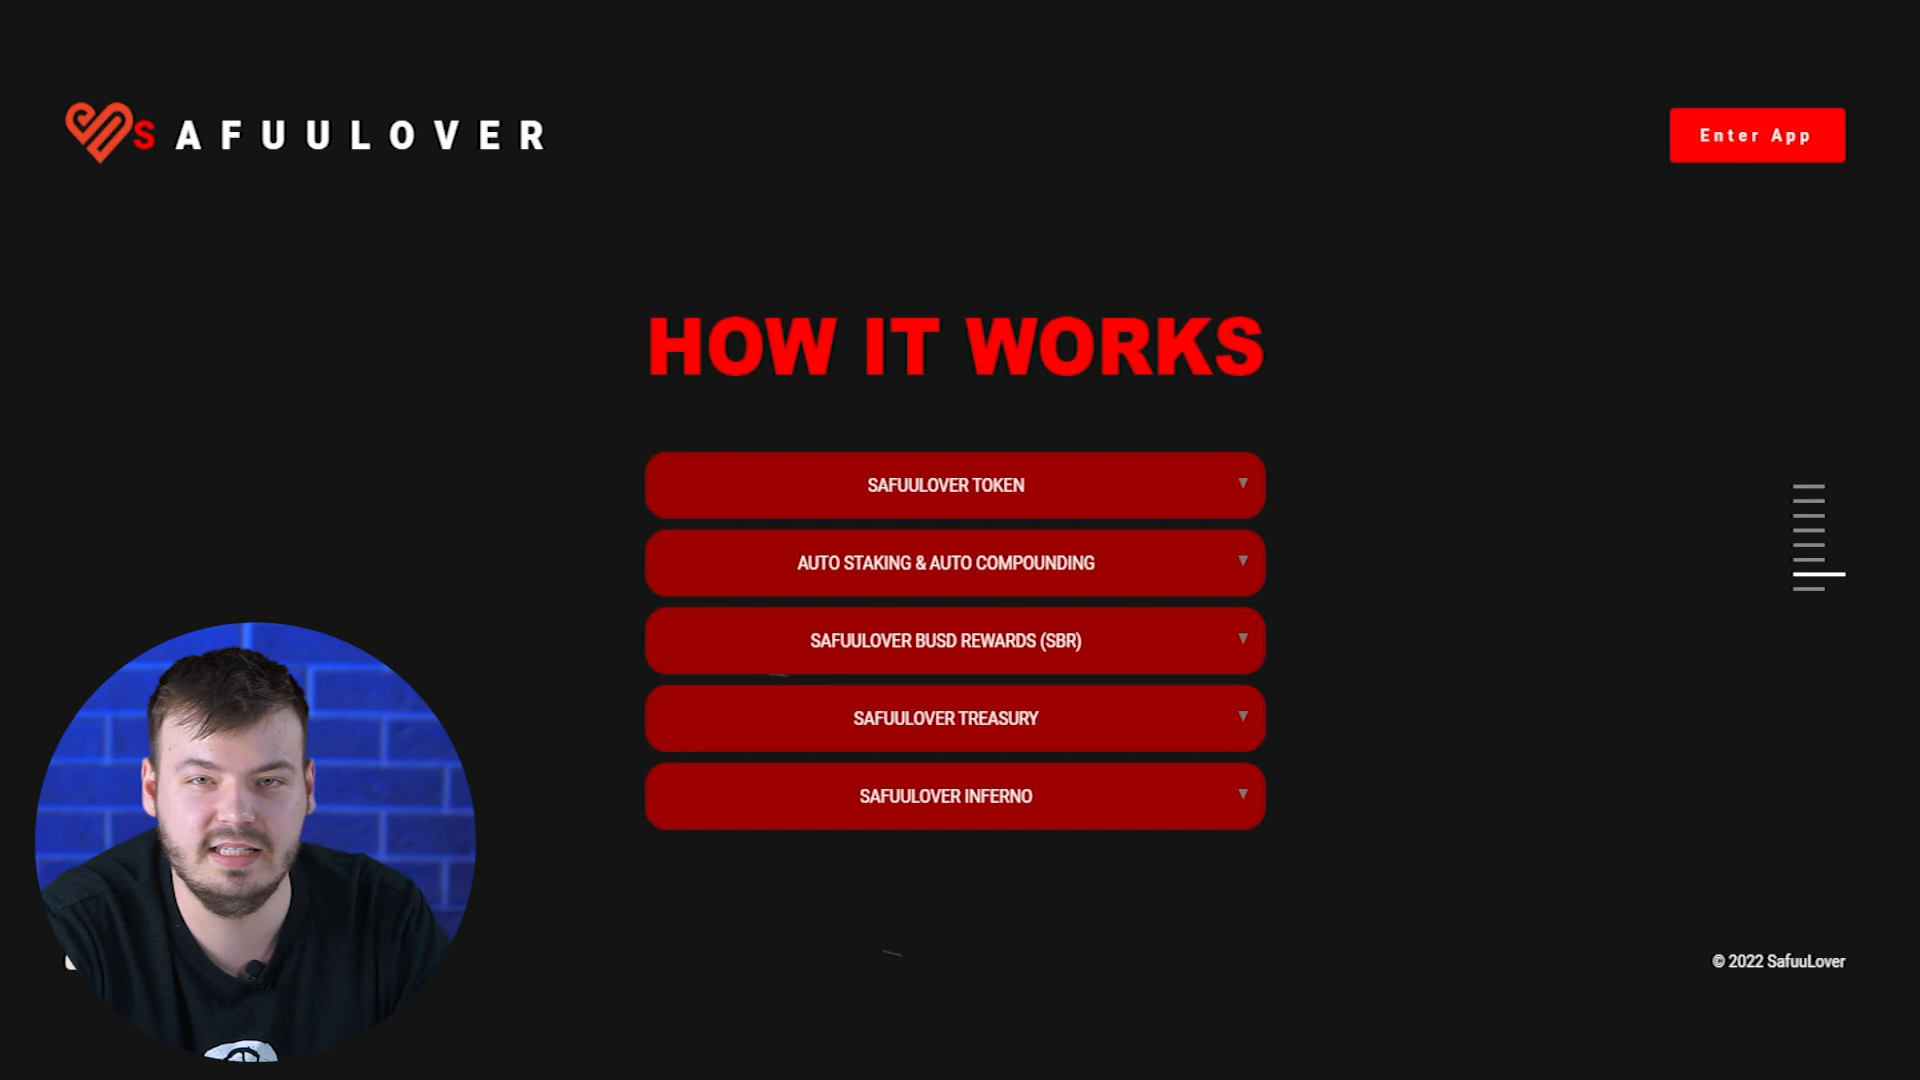 SAFUULOVER
Enter App
HOW IT WORKS
SAFUULOVER TOKEN
AUTO STAKING & AUTO COMPOUNDING
SAFUULOVER BUSD REWARDS (SBR)
SAFUULOVER TREASURY
SAFUULOVER INFERNO
© 2022 SafuuLover